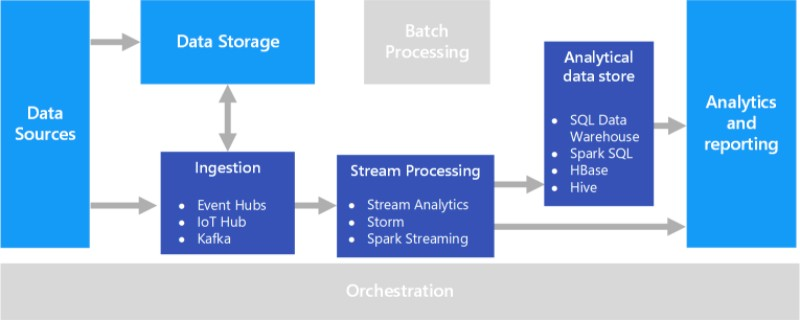 Data
Sources
Data Storage
Batch
Processing
Ingestion
• Event Hubs
• IoT Hub
• Kafka
Stream Processing
• Stream Analytics
• Storm
• Spark Streaming
Analytical
data store
• SQL Data
Warehouse
• Spark SQL
• HBase
• Hive
Analytics
and
reporting
Orchestration